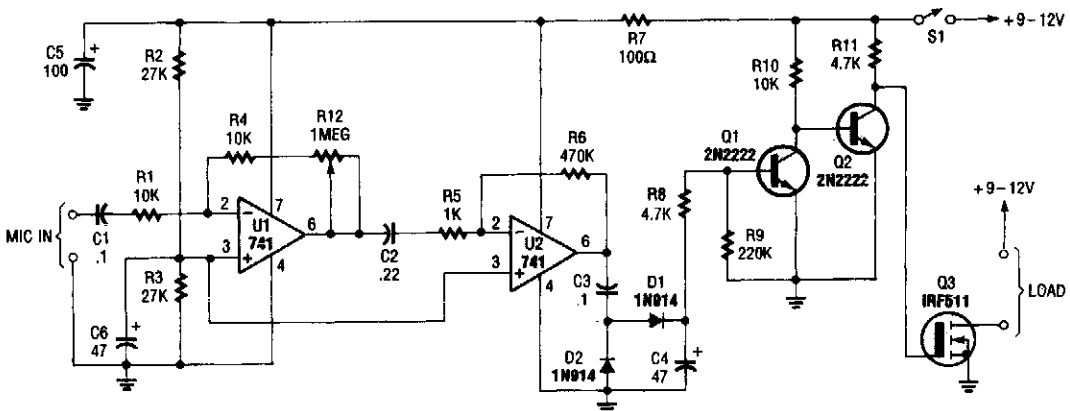 C5
100
R2
27K
R7
100Ω
S1
+9-12V
R11
4.7K
R10
10K
R4
10K
R12
1MEG
R6
470K
Q1
2N2222
Q2
2N2222
R1
10K
2
7
U1
741
6
3
4
R5
1K
2
7
U2
741
6
3
4
R8
4.7K
+9-12V
MIC IN
C1
.1
C2
.22
R9
220K
R3
27K
C3
.1
D1
1N914
Q3
IRF511
LOAD
C6
47
D2
1N914
C4
47